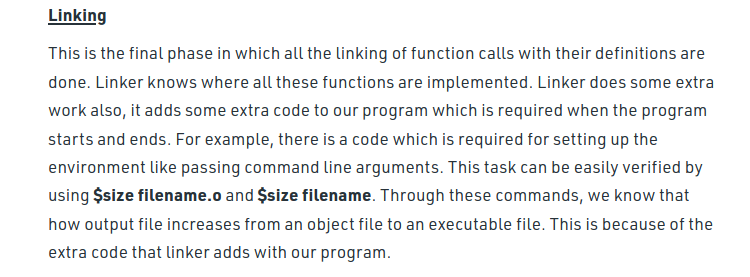 Linking
This is the final phase in which all the linking of function calls with their definitions are
done. Linker knows where all these functions are implemented. Linker does some extra
work also, it adds some extra code to our program which is required when the program
starts and ends. For example, there is a code which is required for setting up the
environment like passing command line arguments. This task can be easily verified by
using $size filename.o and $size filename. Through these commands, we know that
how output file increases from an object file to an executable file. This is because of the
extra code that linker adds with our program.